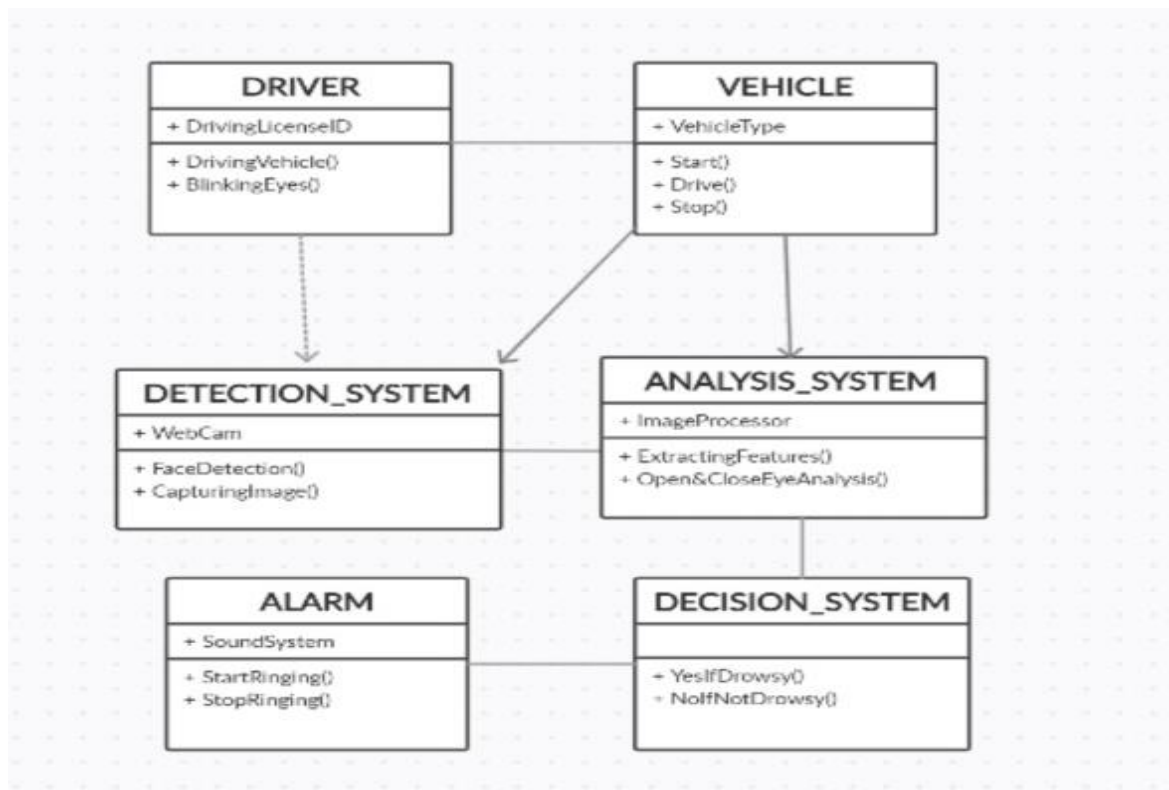 DRIVER
+ DrivingLicenseID
+ DrivingVehicle()
+ BlinkingEyes()
VEHICLE
+ VehicleType
+ Start()
+ Drive()
+ Stop()
DETECTION_SYSTEM
+ WebCam
+ FaceDetection()
+ CapturingImage()
ANALYSIS_SYSTEM
+ ImageProcessor
+ ExtractingFeatures()
+ Open&CloseEyeAnalysis()
ALARM
+ SoundSystem
+ StartRinging()
+ StopRinging()
DECISION_SYSTEM
+ YesIfDrowsy()
+ NoIfNotDrowsy()